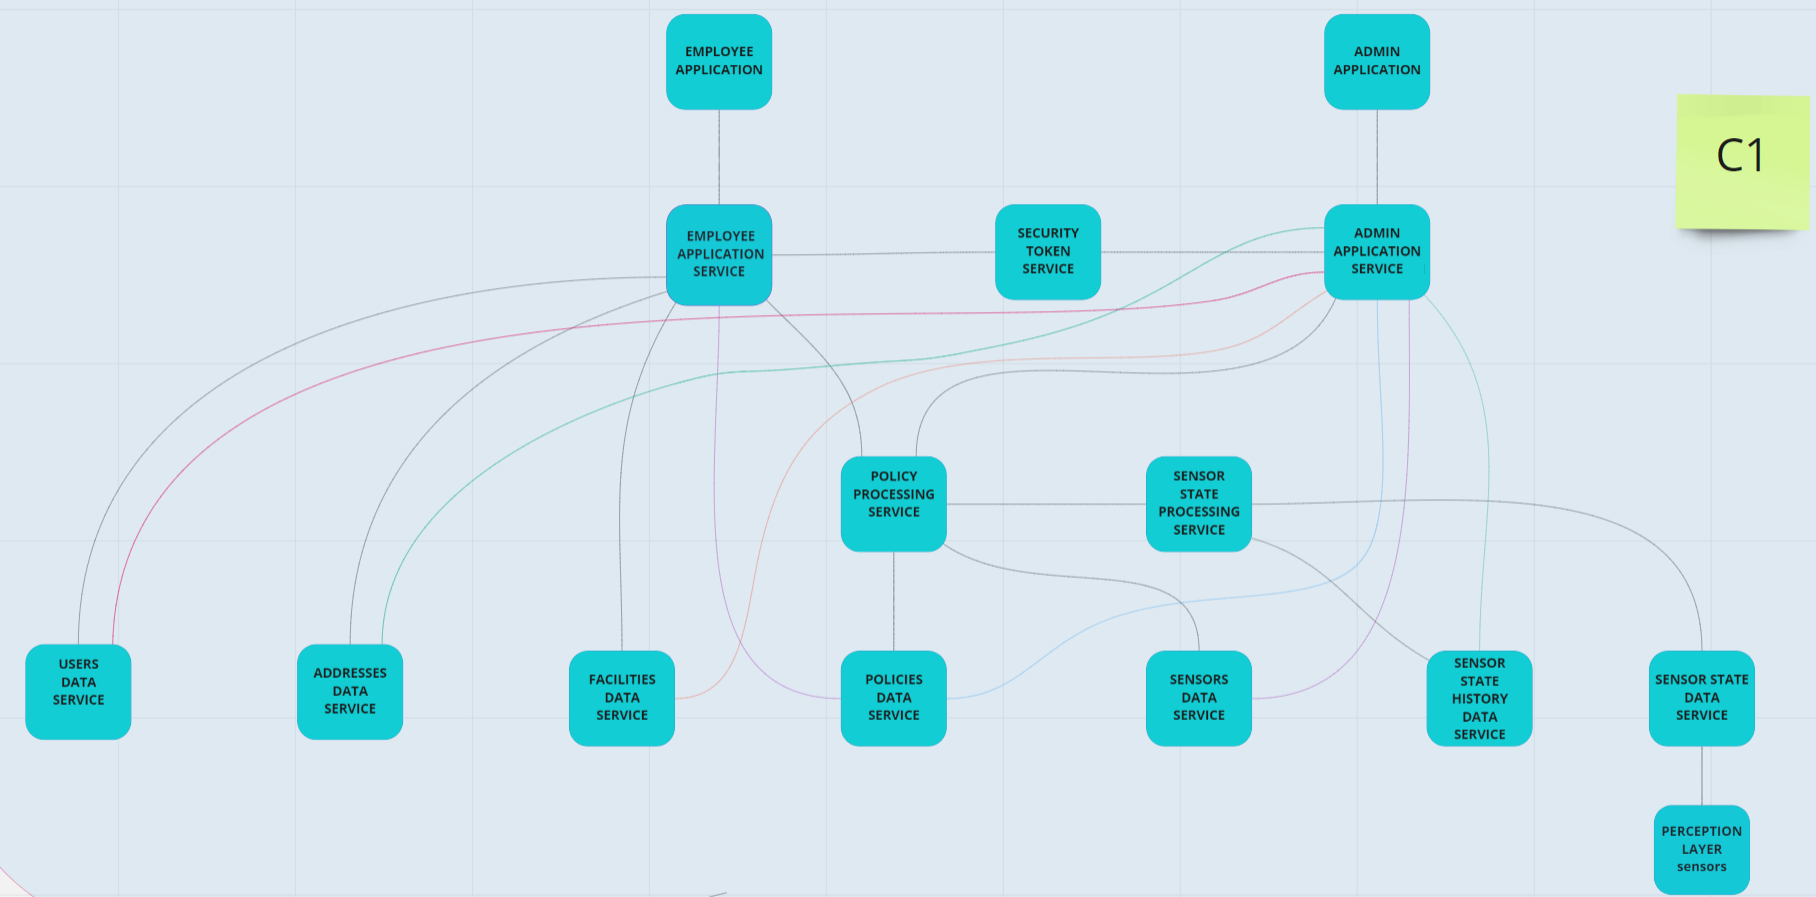 EMPLOYEE
APPLICATION
ADMIN
APPLICATION
C1
EMPLOYEE
APPLICATION
SERVICE
SECURITY
TOKEN
SERVICE
ADMIN
APPLICATION
SERVICE
POLICY
PROCESSING
SERVICE
SENSOR
STATE
PROCESSING
SERVICE
USERS
DATA
SERVICE
ADDRESSES
DATA
SERVICE
FACILITIES
DATA
SERVICE
POLICIES
DATA
SERVICE
SENSORS
DATA
SERVICE
SENSOR
STATE
HISTORY
DATA
SERVICE
SENSOR STATE
DATA
SERVICE
PERCEPTION
LAYER
sensors